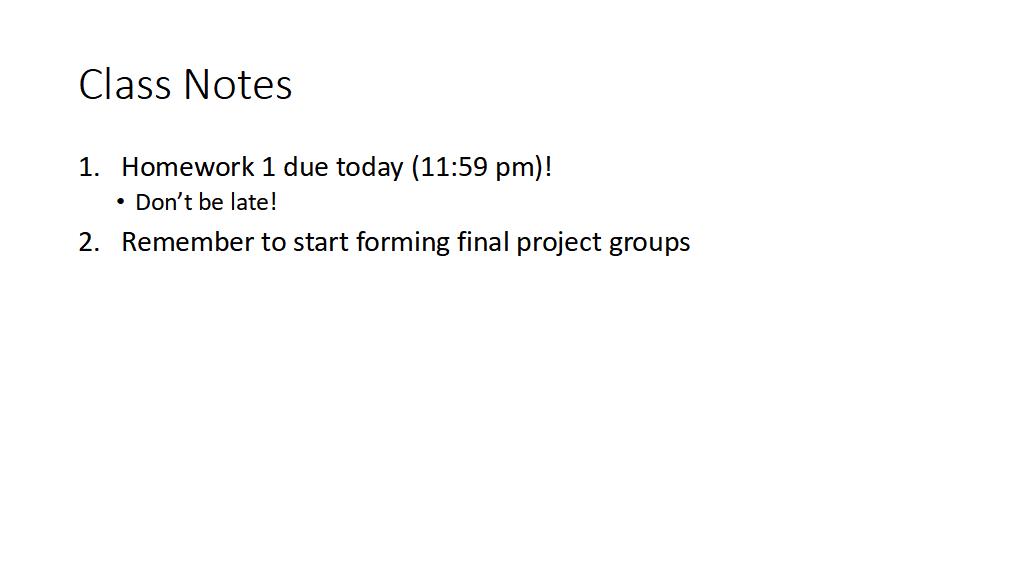 Class Notes
1. Homework 1 due today (11:59 pm)!
• Don’t be late!
2. Remember to start forming final project groups